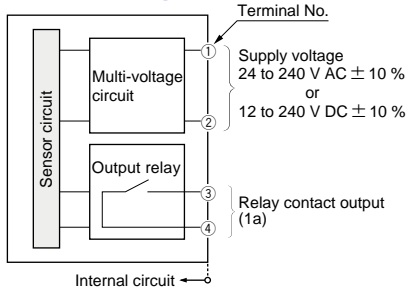 Terminal No.
Sensor circuit
Multi-voltage
circuit
①
②
Supply voltage
24 to 240 V AC ± 10 %
or
12 to 240 V DC ± 10 %
Output relay
③
④
Relay contact output
(1a)
Internal circuit